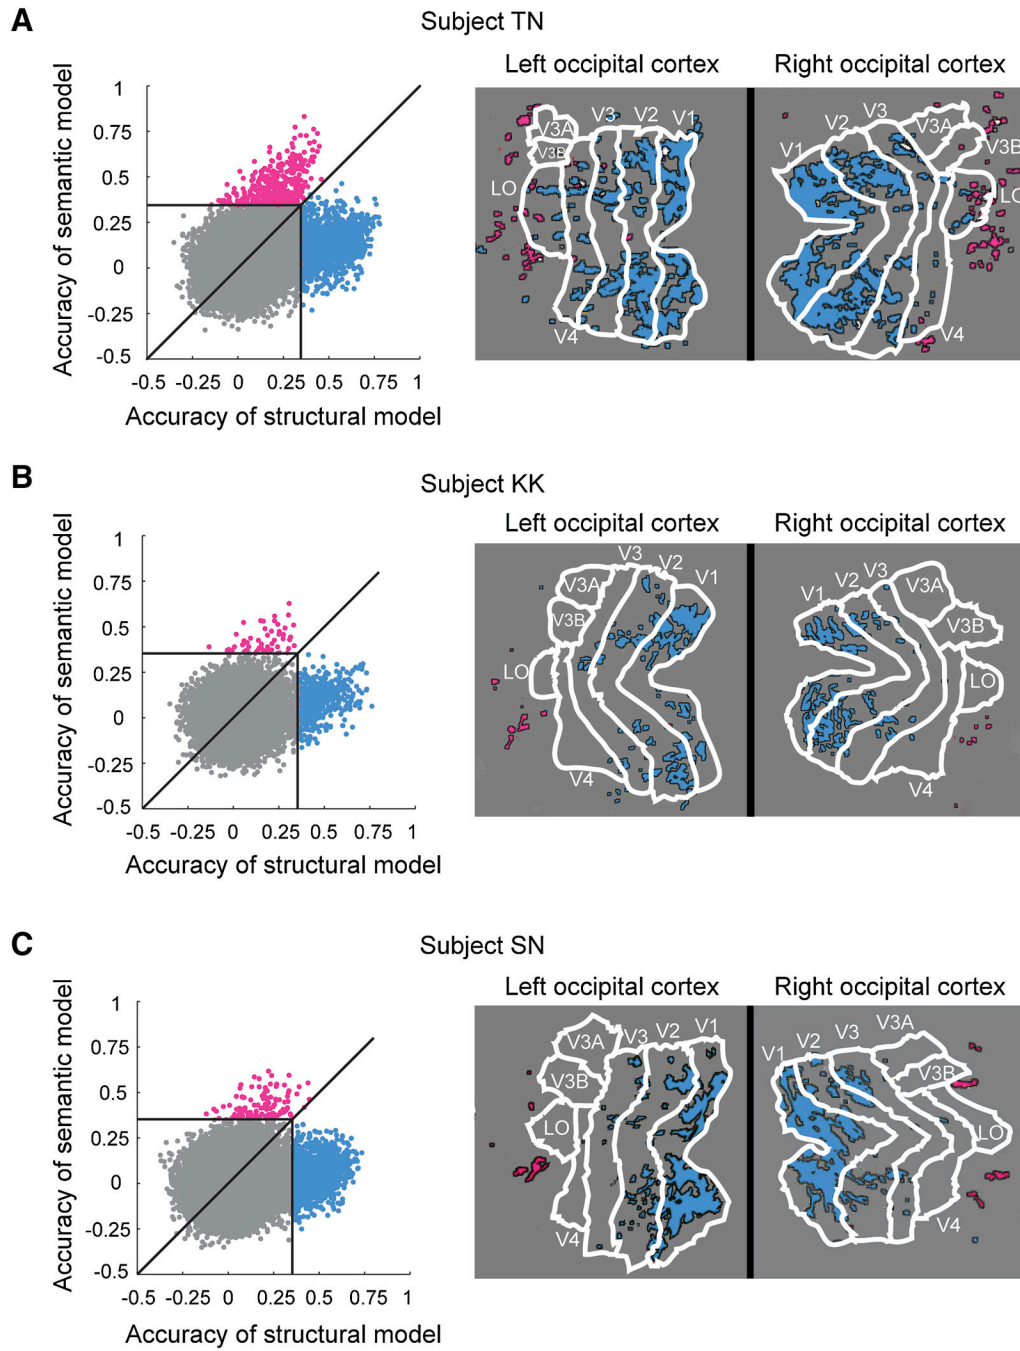 A
Subject TN
Left occipital cortex
Right occipital cortex
Accuracy of semantic model
1
0.75
0.5
0.25
0
-0.25
-0.5
-0.5 -0.25 0 0.25 0.5 0.75 1
Accuracy of structural model
V3A
V3B
V3
V2
V1
LO
V4
V1
V2
V3
V3A
V3B
LO
V4
B
Subject KK
Left occipital cortex
Right occipital cortex
Accuracy of semantic model
1
0.75
0.5
0.25
0
-0.25
-0.5
-0.5 -0.25 0 0.25 0.5 0.75 1
Accuracy of structural model
V3
V2
V1
V3A
V3B
LO
V4
V1
V2
V3
V3A
V3B
LO
V4
C
Subject SN
Left occipital cortex
Right occipital cortex
Accuracy of semantic model
1
0.75
0.5
0.25
0
-0.25
-0.5
-0.5 -0.25 0 0.25 0.5 0.75 1
Accuracy of structural model
V3A
V3
V2
V1
V3B
LO
V4
V1
V2
V3
V3A
V3B
LO
V4